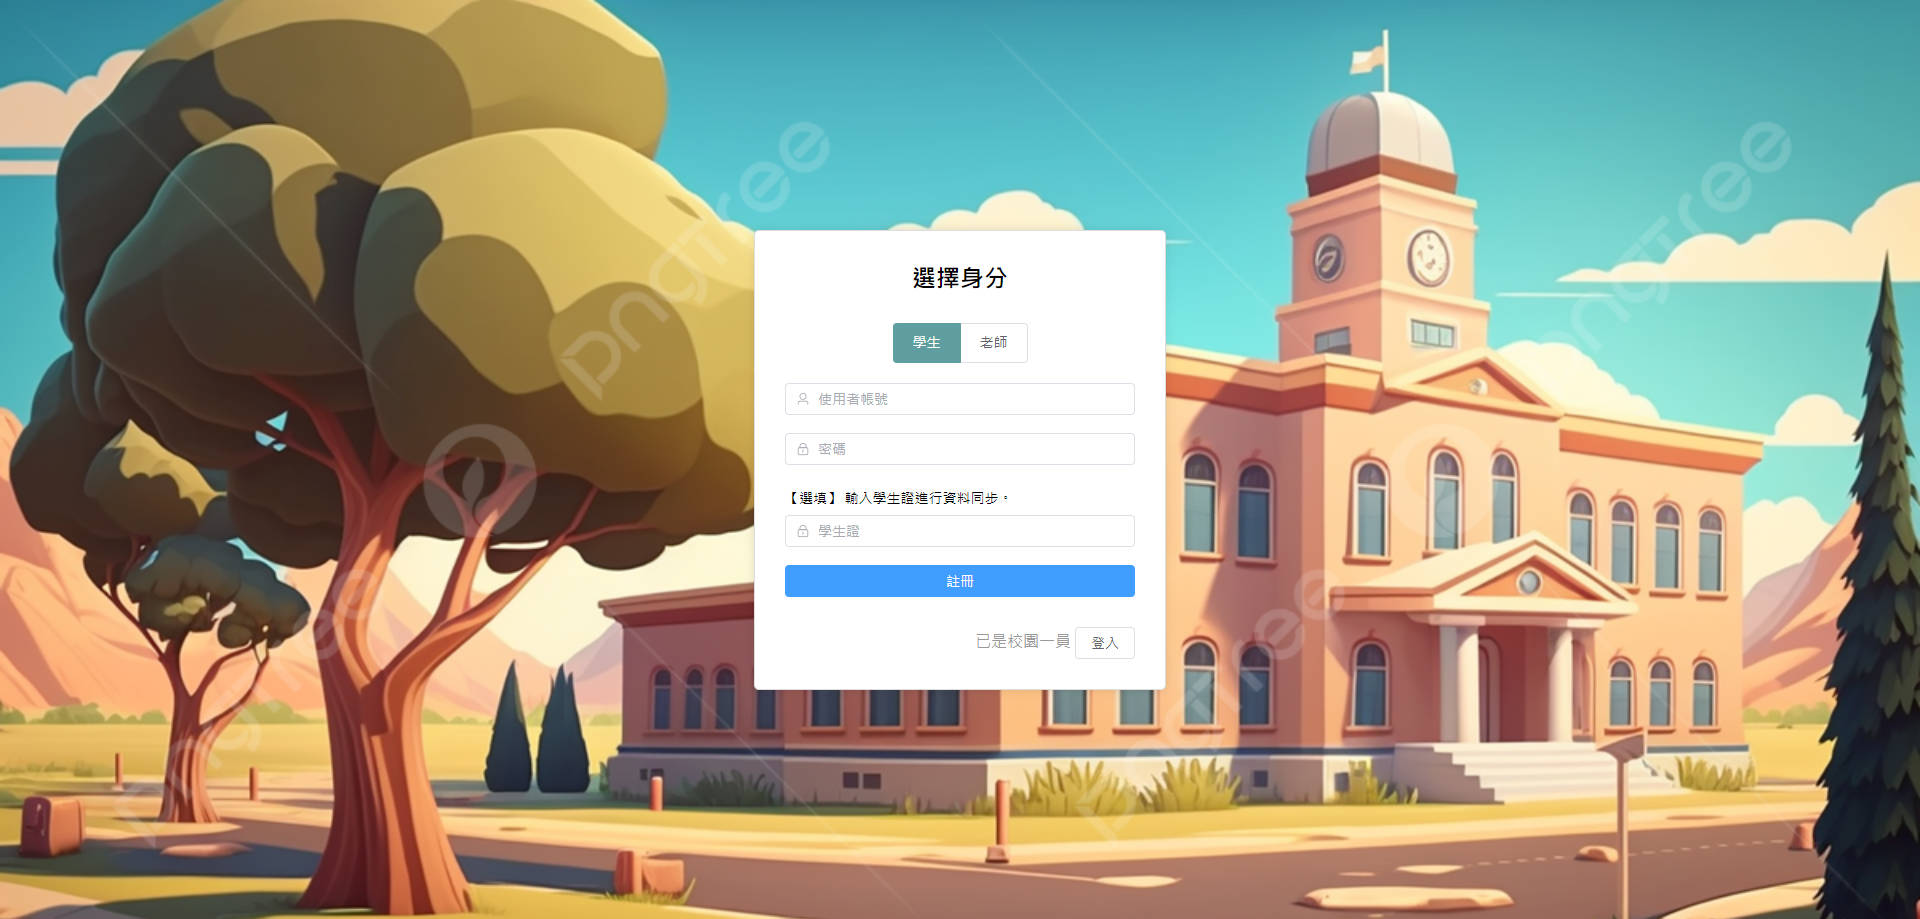 選擇身分
學生 老師
使用者帳號
密碼
【選填】 輸入學生證進行資料同步。
學生證
註冊
已是校園一員 登入
pngtree
pngtree
pngtree
pngtree